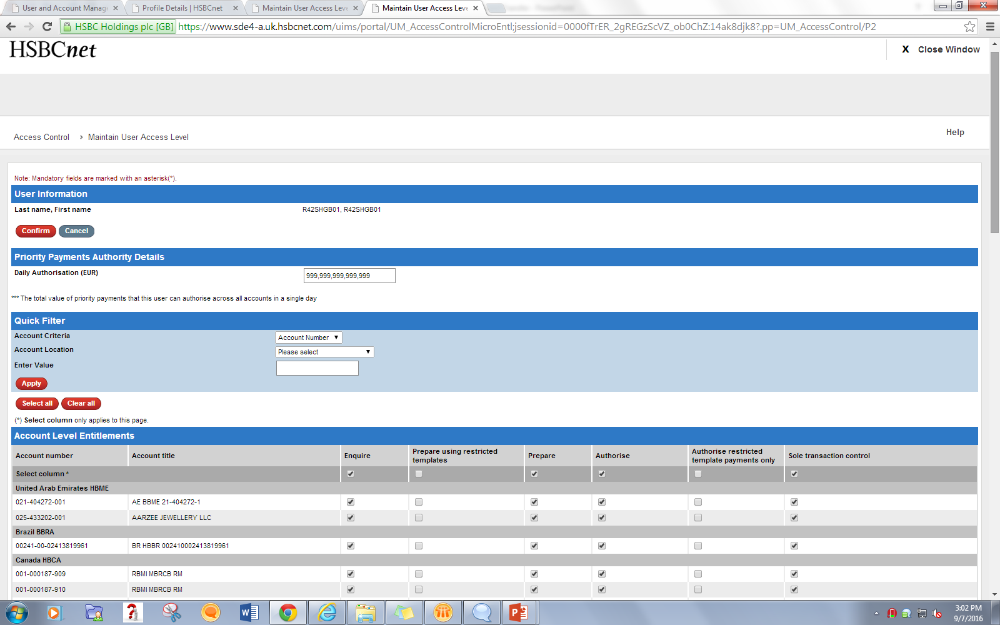 User and Account Manag
Profile Details | HSBCnet
Maintain User Access Leve
Maintain User Access Leve
HSBC Holdings plc [GB] https://www.sde4-a.uk.hsbcnet.com/uims/portal/UM_AccessControlMicroEntl;jsessionid=0000fTrER_2gREGzScVZ_ob0ChZ:14ak8djk8?.pp=UM_AccessControl/P2
HSBCnet
X Close Window
Access Control › Maintain User Access Level
Help
Note: Mandatory fields are marked with an asterisk(*).
User Information
Last name, First name R42SHGB01, R42SHGB01
Confirm Cancel
Priority Payments Authority Details
Daily Authorisation (EUR) 999,999,999,999,999
*** The total value of priority payments that this user can authorise across all accounts in a single day
Quick Filter
Account Criteria Account Number
Account Location Please select
Enter Value
Apply
Select all Clear all
(*) Select column only applies to this page.
Account Level Entitlements
Account number Account title Enquire Prepare using restricted templates Prepare Authorise Authorise restricted template payments only Sole transaction control
Select column *
United Arab Emirates HBME
021-404272-001 AE BBME 21-404272-1
025-433202-001 AARZEE JEWELLERY LLC
Brazil BBRA
00241-00-02413819961 BR HBBR 002410002413819961
Canada HBCA
001-000187-909 RBMI MBRCB RM
001-000187-910 RBMI MBRCB RM
3:02 PM
9/7/2016